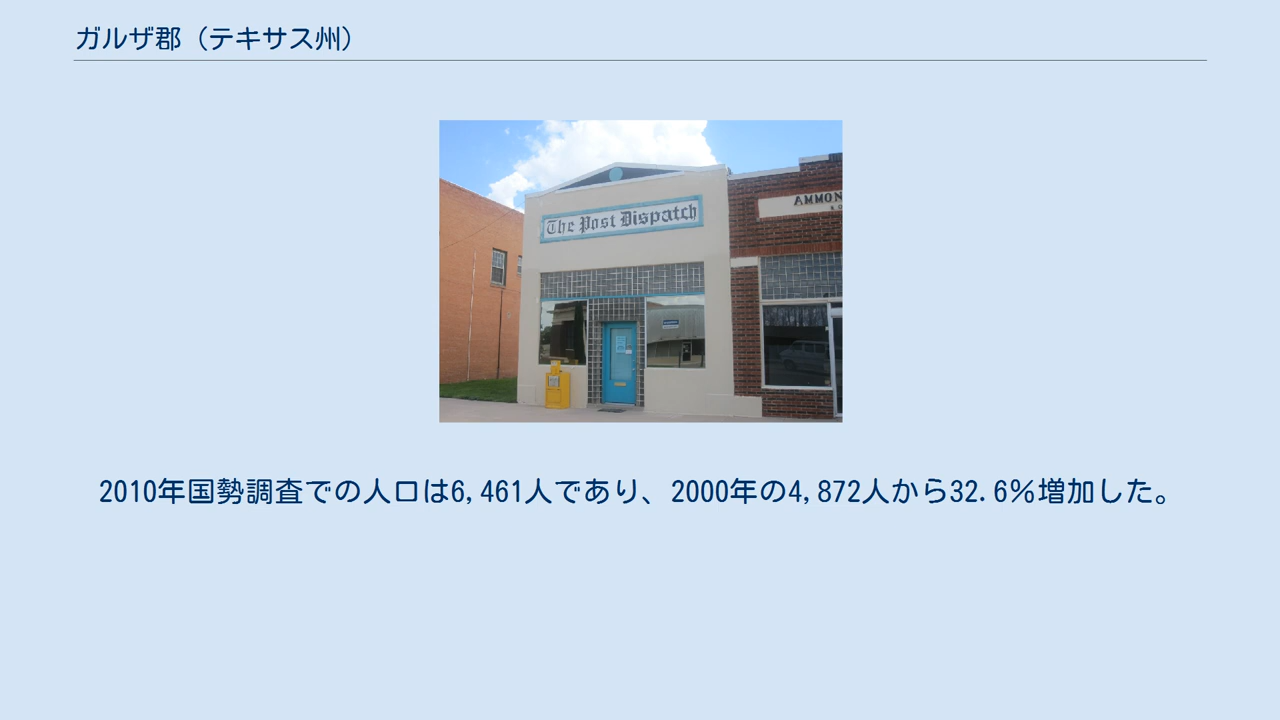 ガルザ郡（テキサス州）
The Post Dispatch
AMMON
2010年国勢調査での人口は6,461人であり、2000年の4,872人から32.6%増加した。